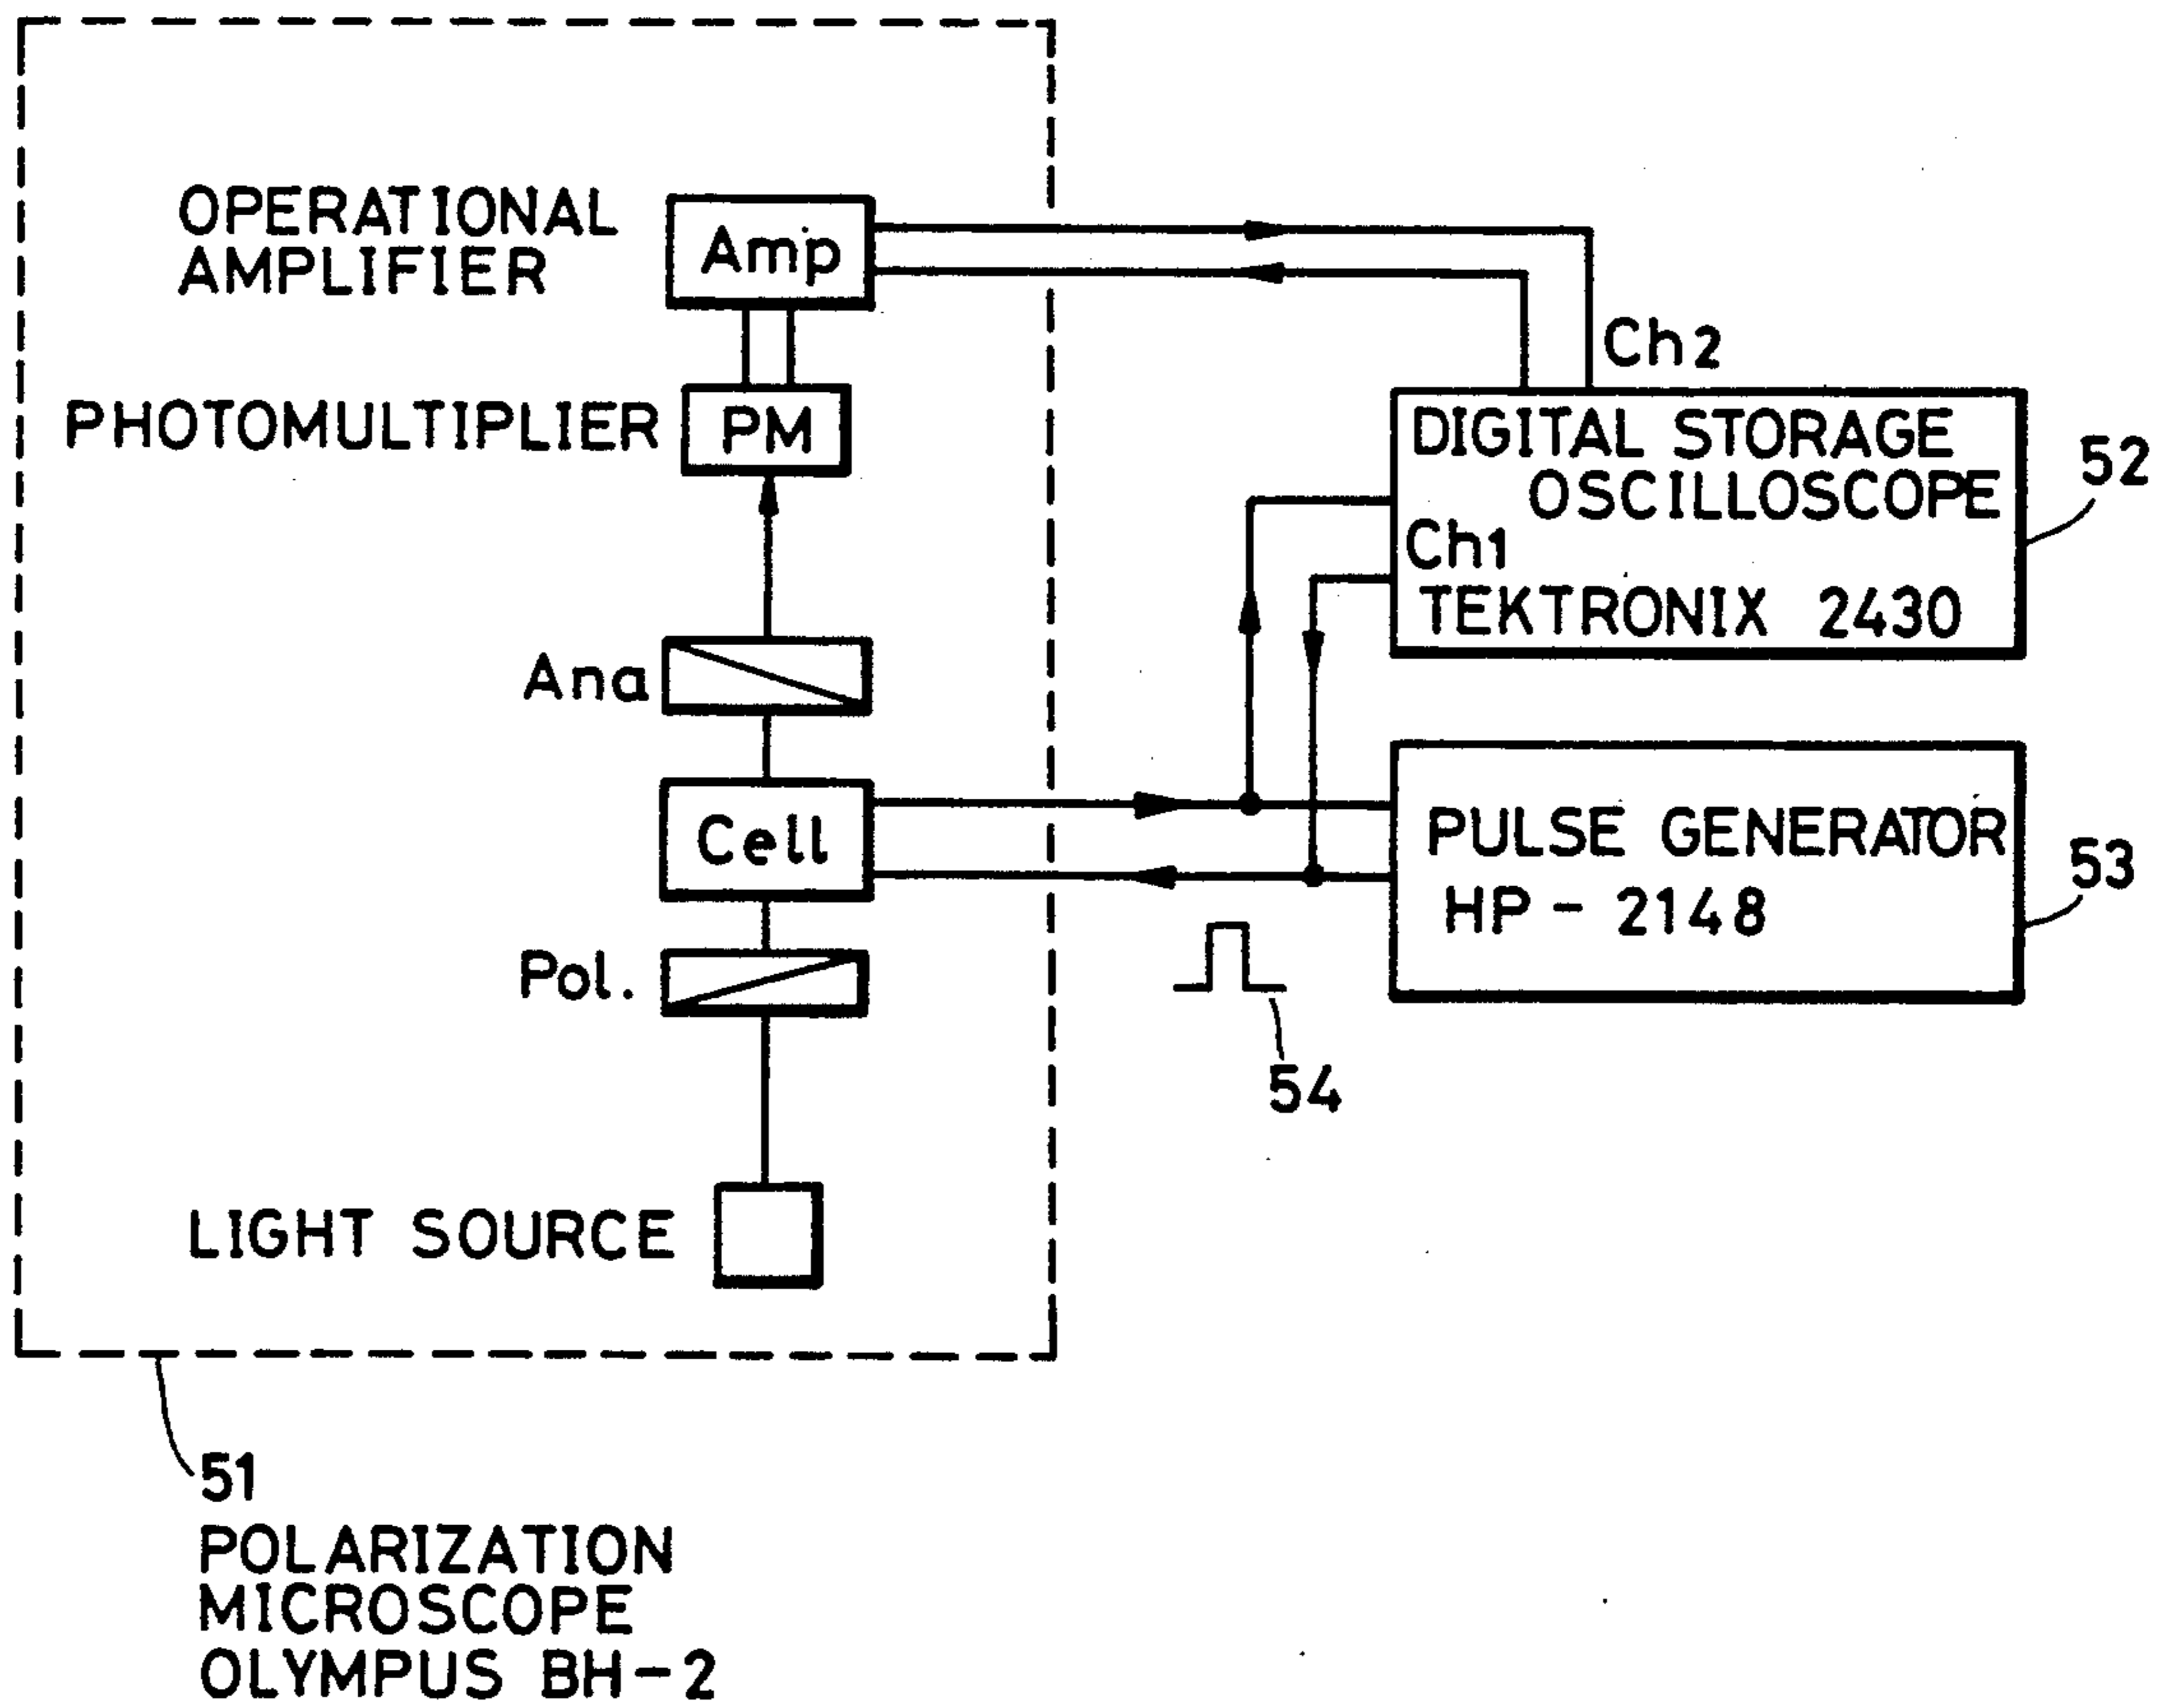 OPERATIONAL
AMPLIFIER
Amp
Ch2
PHOTOMULTIPLIER
PM
DIGITAL STORAGE
OSCILLOSCOPE
Ch1
TEKTRONIX 2430
52
Ana
Cell
PULSE GENERATOR
HP - 2148
53
Pol.
54
LIGHT SOURCE
51
POLARIZATION
MICROSCOPE
OLYMPUS BH-2